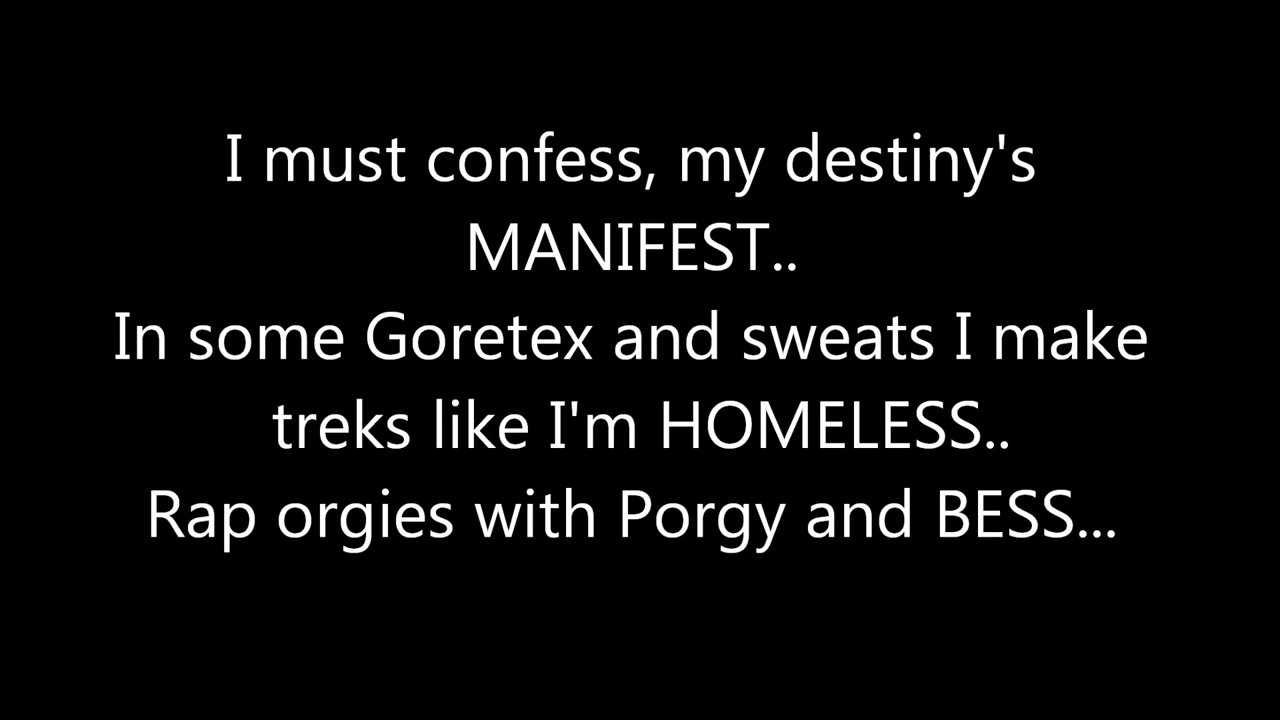 I must confess, my destiny's
MANIFEST..
In some Goretex and sweats I make
treks like I'm HOMELESS..
Rap orgies with Porgy and BESS...